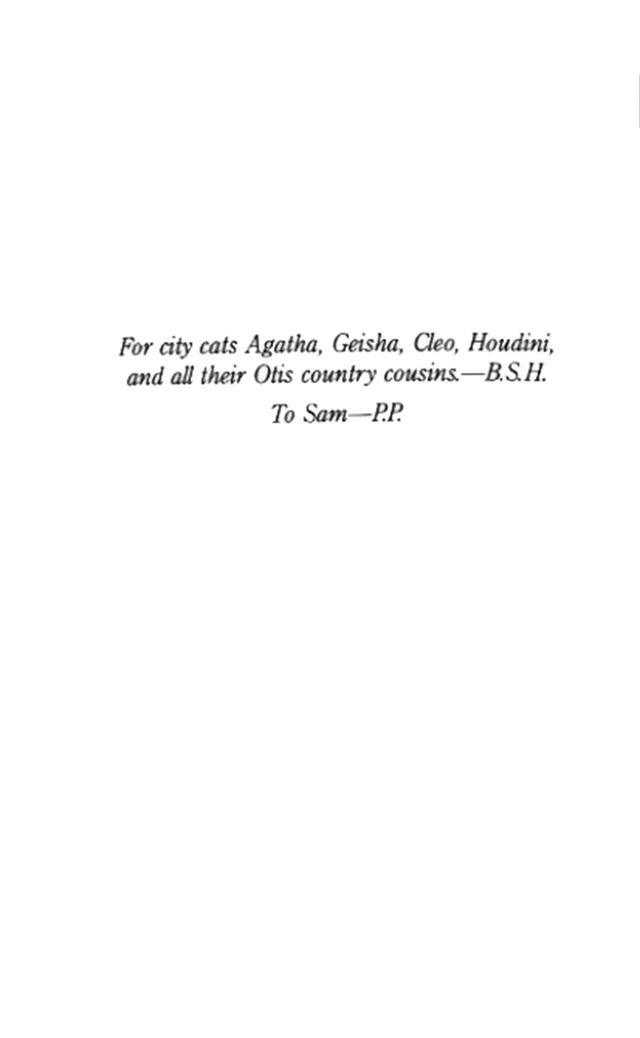 For city cats Agatha, Geisha, Cleo, Houdini,
and all their Otis country cousins.—B.S.H.
To Sam—P.P.